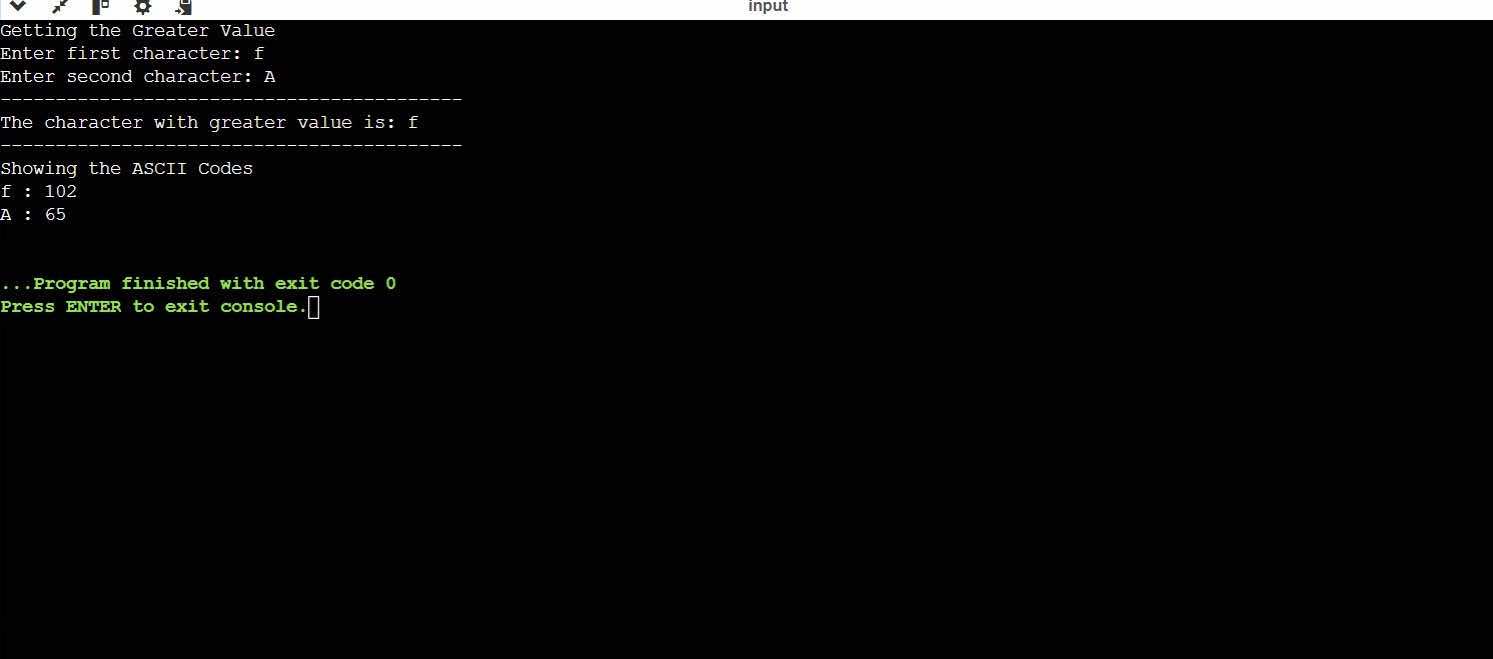 input
Getting the Greater Value
Enter first character: f
Enter second character: A
------------------------------------------
The character with greater value is: f
------------------------------------------
Showing the ASCII Codes
f : 102
A : 65
...Program finished with exit code 0
Press ENTER to exit console.